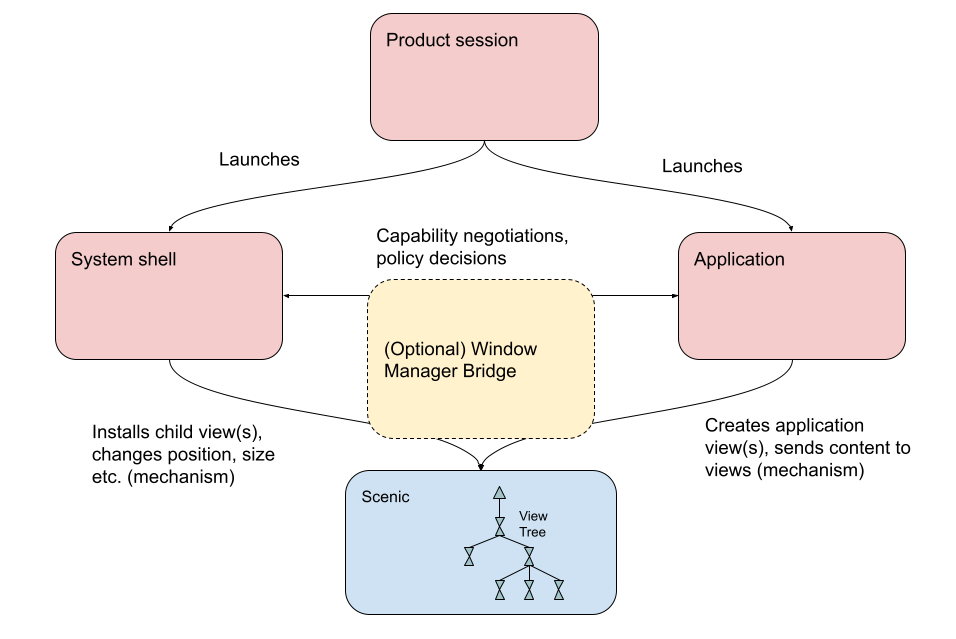 Product session
Launches
Launches
Capability negotiations,
policy decisions
System shell
Application
(Optional) Window
Manager Bridge
Installs child view(s),
changes position, size
etc. (mechanism)
Creates application
view(s), sends content to
views (mechanism)
Scenic
View
Tree